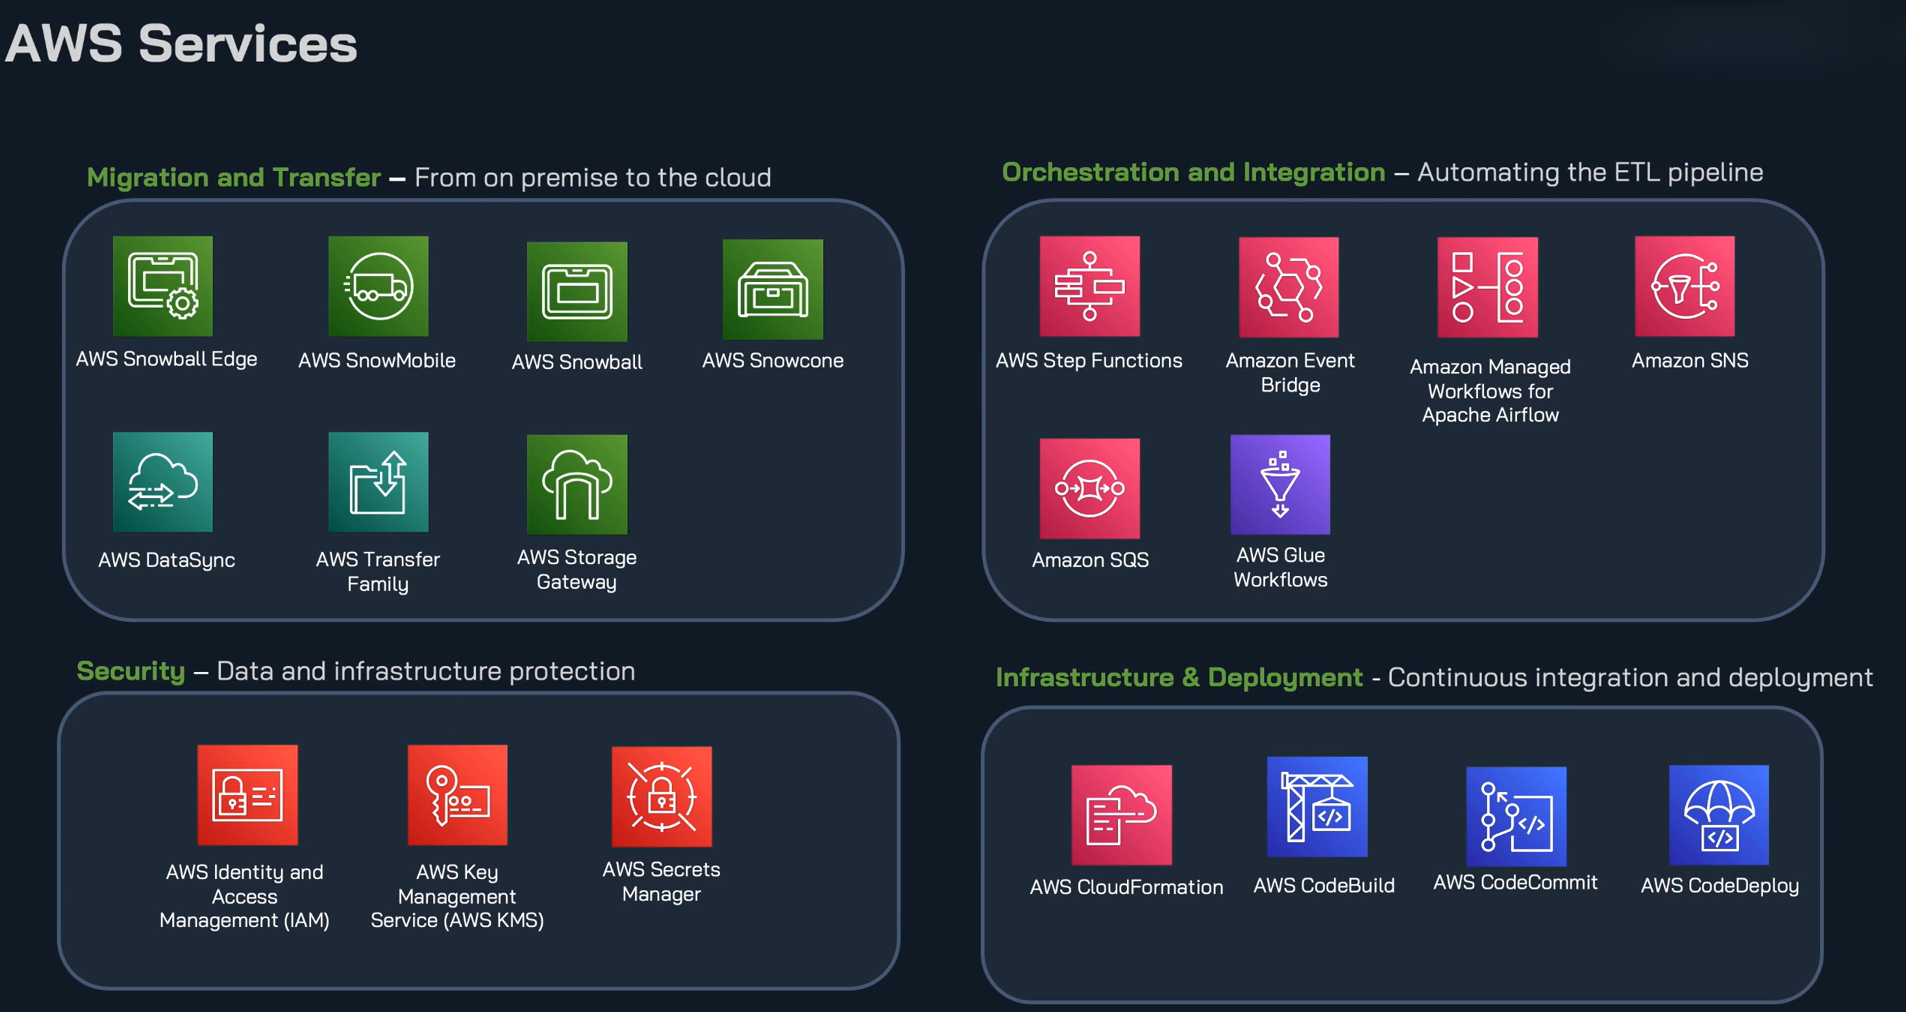 AWS Services
Migration and Transfer – From on premise to the cloud
AWS Snowball Edge
AWS SnowMobile
AWS Snowball
AWS Snowcone
AWS DataSync
AWS Transfer
Family
AWS Storage
Gateway
Orchestration and Integration – Automating the ETL pipeline
AWS Step Functions
Amazon Event
Bridge
Amazon Managed
Workflows for
Apache Airflow
Amazon SNS
Amazon SQS
AWS Glue
Workflows
Security – Data and infrastructure protection
AWS Identity and
Access
Management (IAM)
AWS Key
Management
Service (AWS KMS)
AWS Secrets
Manager
Infrastructure & Deployment - Continuous integration and deployment
AWS CloudFormation
AWS CodeBuild
AWS CodeCommit
AWS CodeDeploy